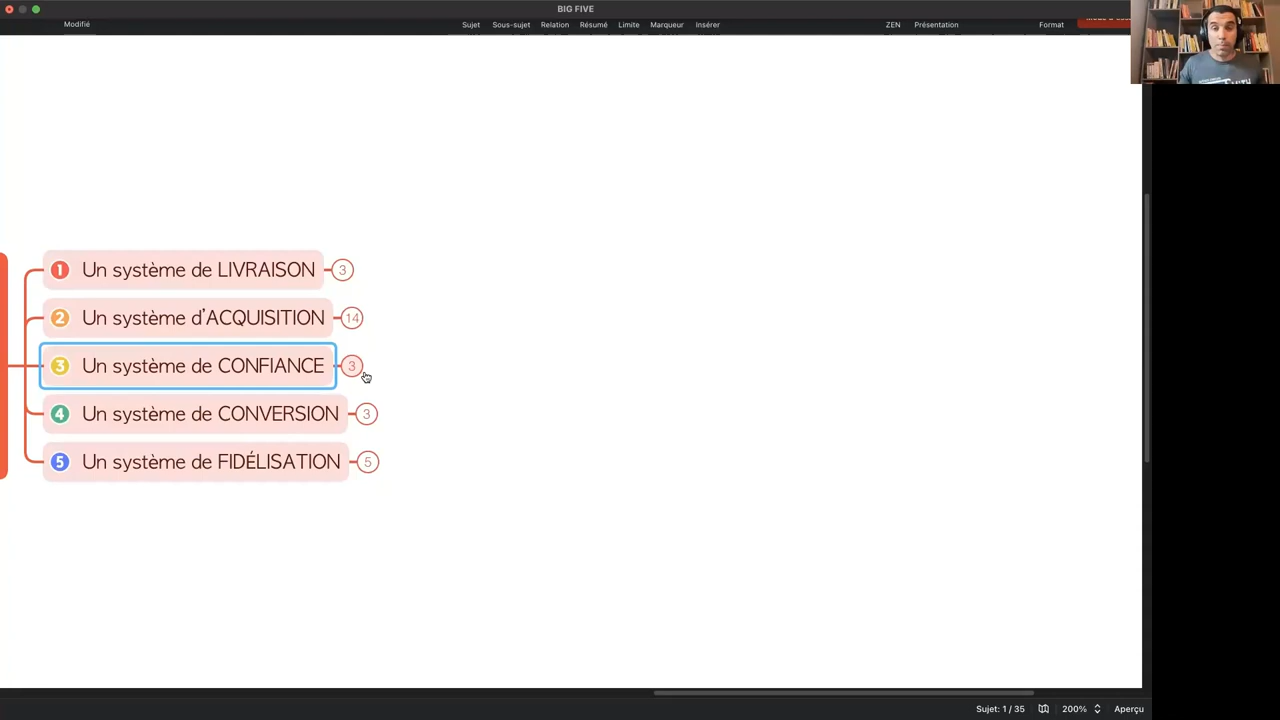 BIG FIVE
Modifié
Sujet Sous-sujet Relation Résumé Limite Marqueur Insérer ZEN Présentation Format
1 Un système de LIVRAISON 3
2 Un système d’ACQUISITION 14
3 Un système de CONFIANCE 3
4 Un système de CONVERSION 3
5 Un système de FIDÉLISATION 5
Sujet: 1 / 35 200% Aperçu